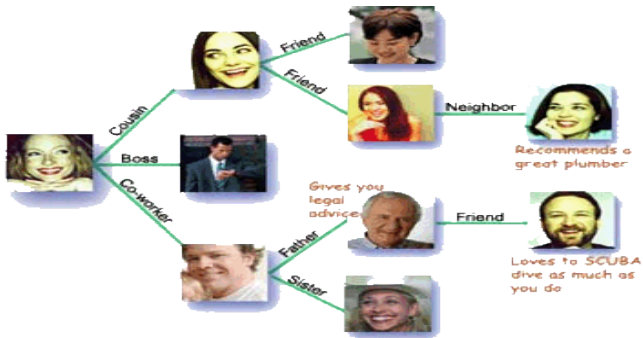 Friend
Friend
Cousin
Neighbor
Recommends a
great plumber
Boss
Co-worker
Gives you
legal
advice
Father
Friend
Sister
Loves to SCUBA
dive as much as
you do